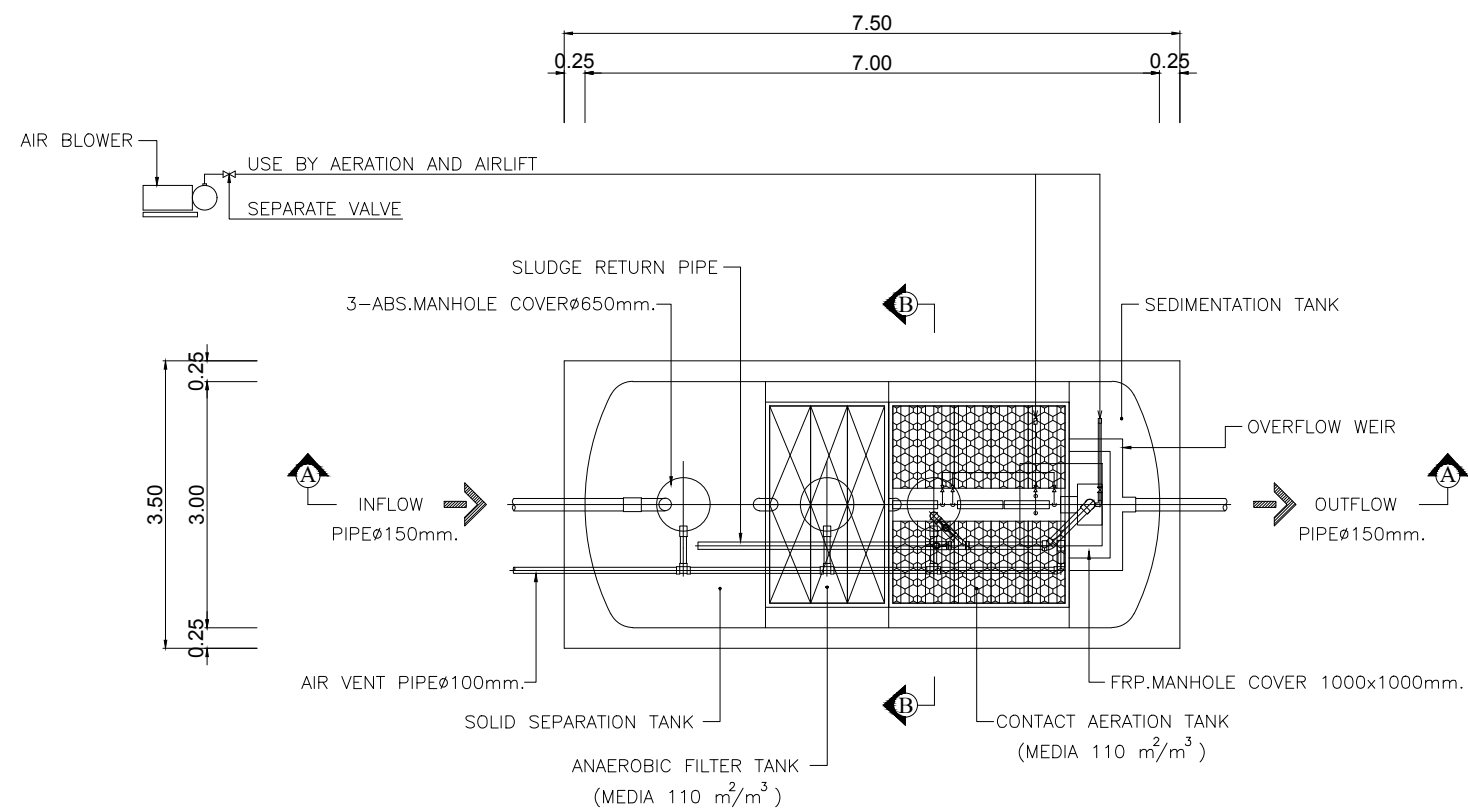 7.50
0.25
7.00
0.25
AIR BLOWER
USE BY AERATION AND AIRLIFT
SEPARATE VALVE
SLUDGE RETURN PIPE
3-ABS.MANHOLE COVERØ650mm.
B
SEDIMENTATION TANK
0.25
3.50
3.00
0.25
OVERFLOW WEIR
A
A
INFLOW
PIPEØ150mm.
OUTFLOW
PIPEØ150mm.
AIR VENT PIPEØ100mm.
FRP.MANHOLE COVER 1000x1000mm.
B
SOLID SEPARATION TANK
CONTACT AERATION TANK
(MEDIA 110 m²/m³ )
ANAEROBIC FILTER TANK
(MEDIA 110 m²/m³ )